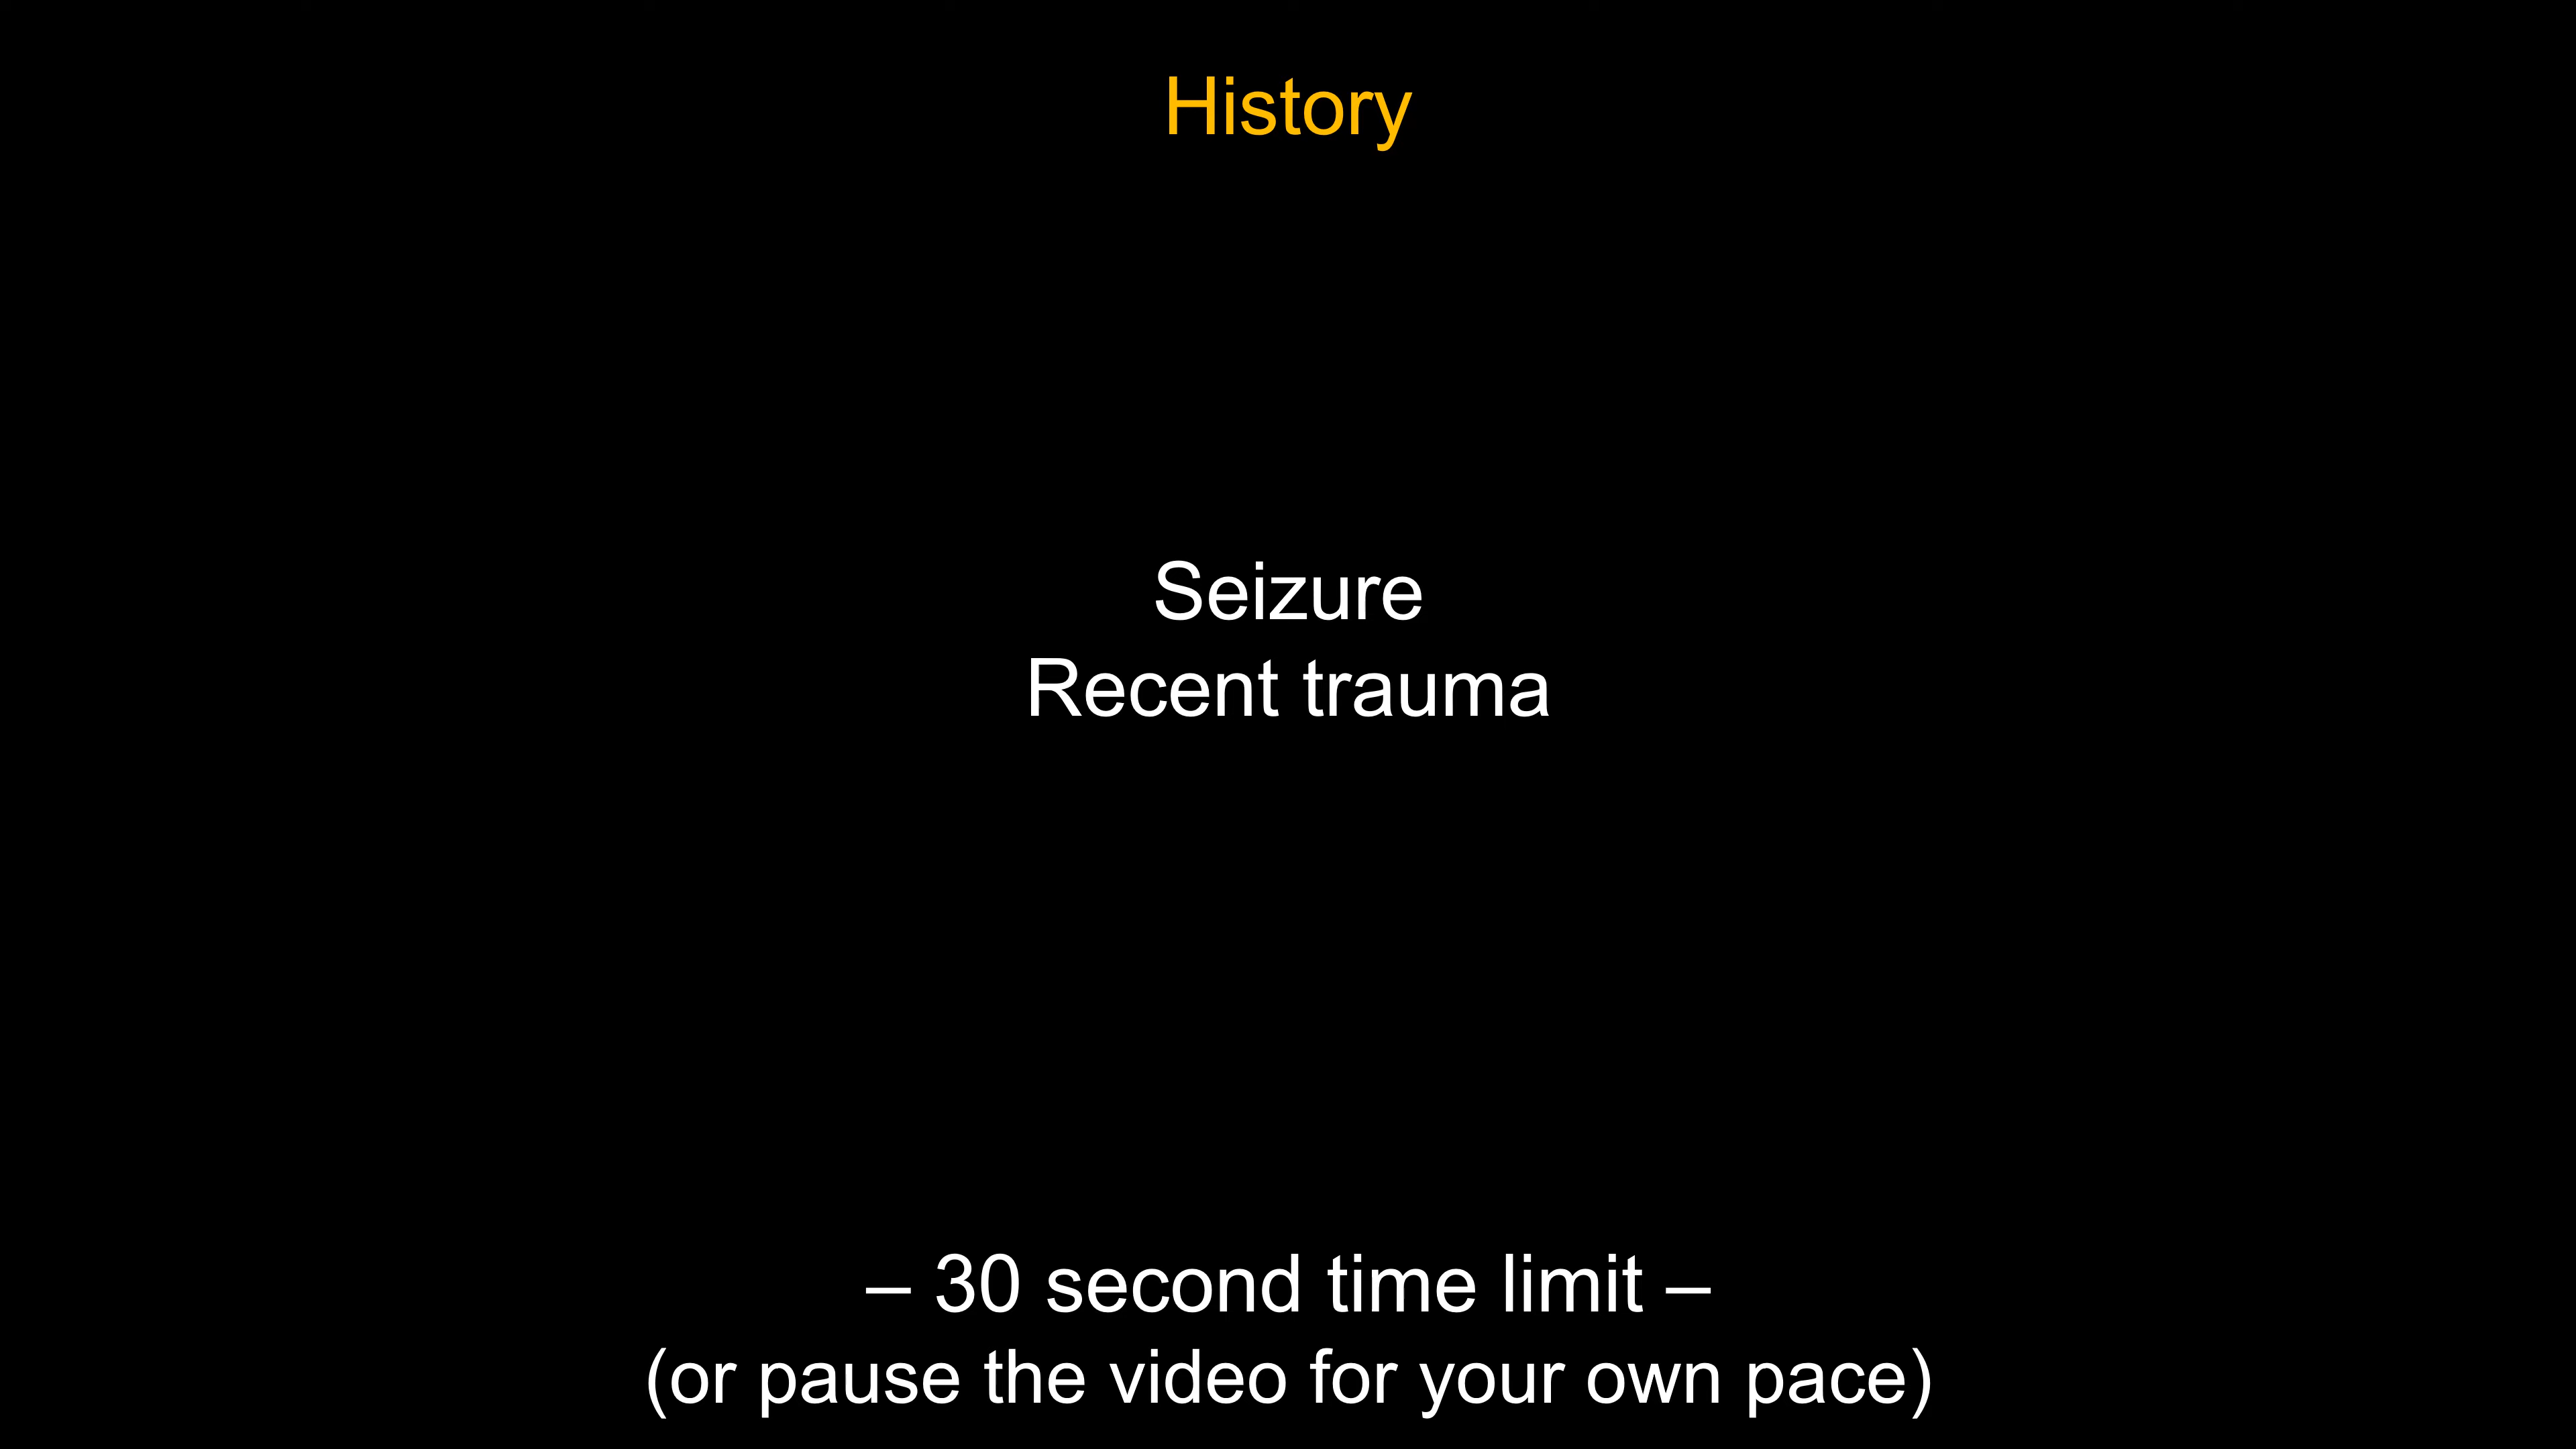 History
Seizure
Recent trauma
– 30 second time limit –
(or pause the video for your own pace)